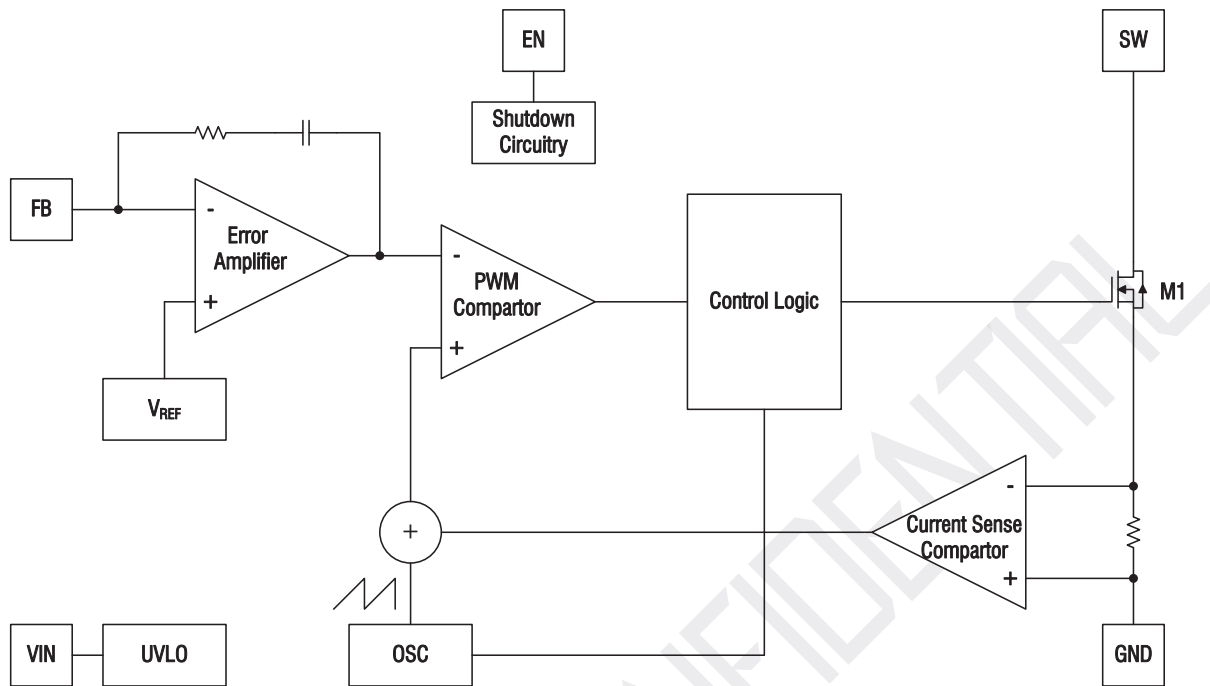 EN
SW
Shutdown
Circuitry
FB
-
Error
Amplifier
+
-
PWM
Compartor
+
Control Logic
M1
VREF
-
Current Sense
Compartor
+
+
VIN
UVLO
OSC
GND